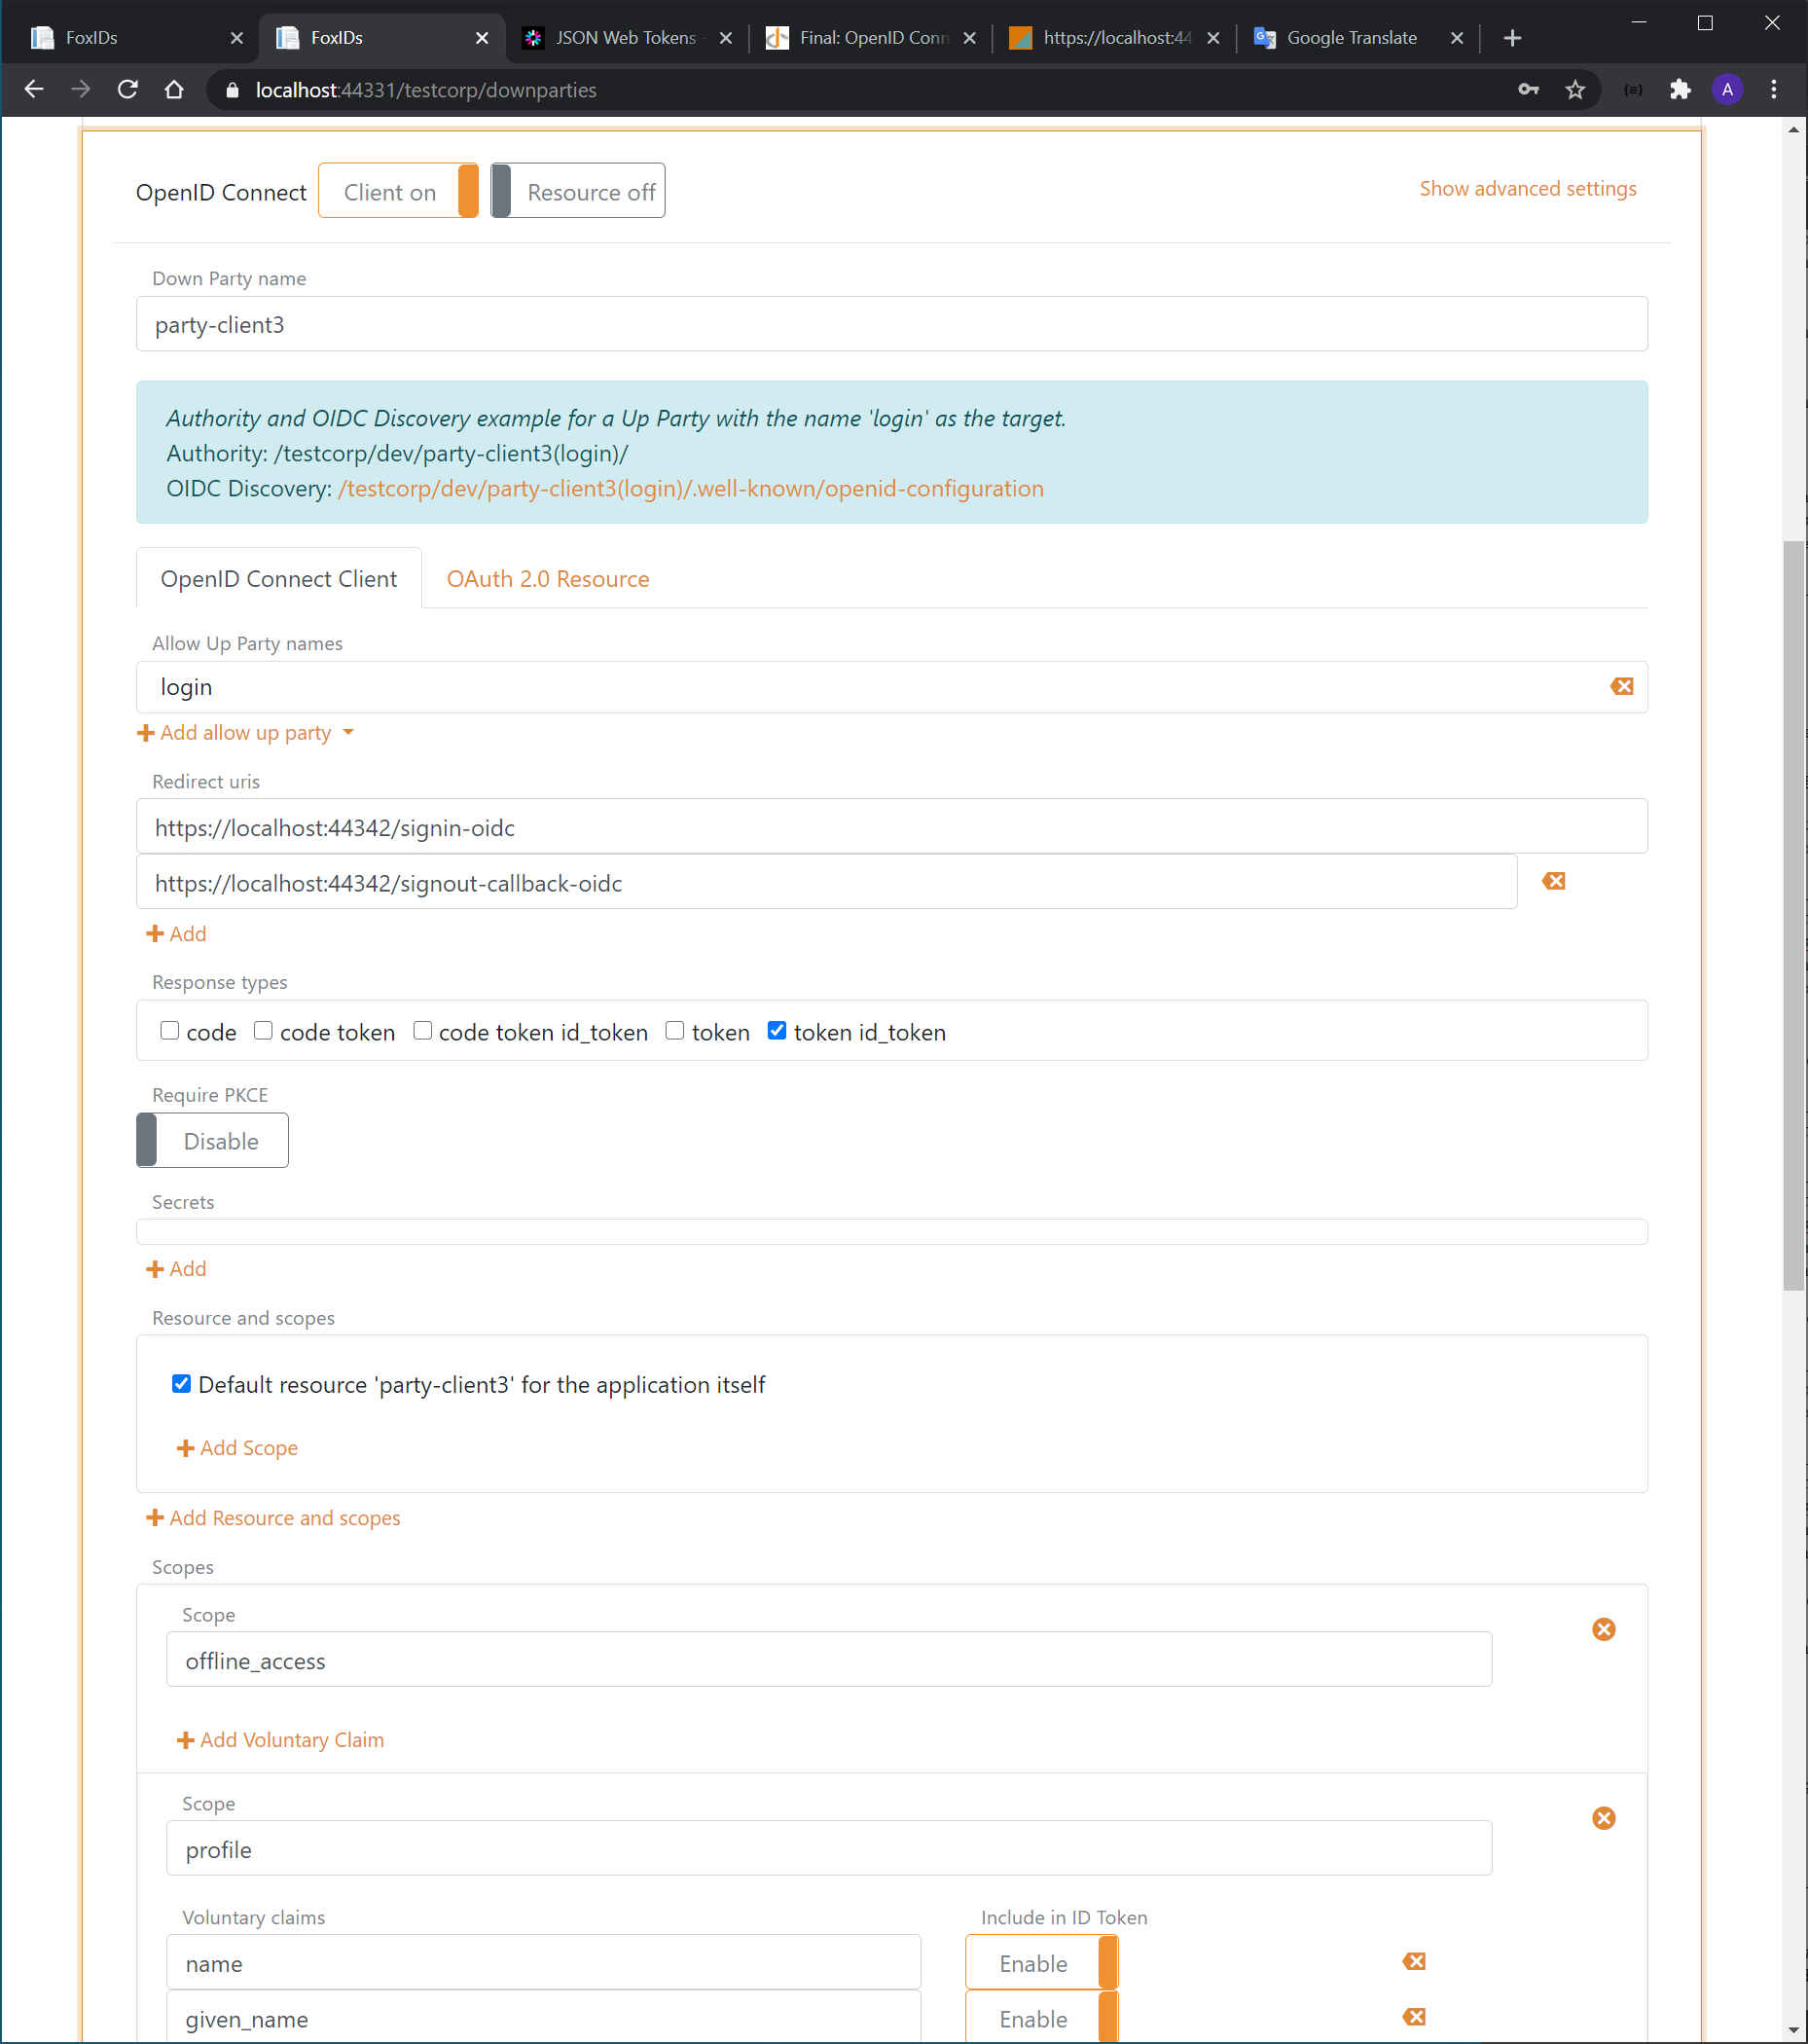 FoxIDs
FoxIDs
JSON Web Tokens -
Final: OpenID Conn
https://localhost:44
Google Translate
localhost:44331/testcorp/downparties
A
OpenID Connect Client on Resource off
Show advanced settings
Down Party name
party-client3
Authority and OIDC Discovery example for a Up Party with the name 'login' as the target.
Authority: /testcorp/dev/party-client3(login)/
OIDC Discovery: /testcorp/dev/party-client3(login)/.well-known/openid-configuration
OpenID Connect Client
OAuth 2.0 Resource
Allow Up Party names
login
Add allow up party
Redirect uris
https://localhost:44342/signin-oidc
https://localhost:44342/signout-callback-oidc
Add
Response types
code code token code token id_token token token id_token
Require PKCE
Disable
Secrets
Add
Resource and scopes
Default resource 'party-client3' for the application itself
Add Scope
Add Resource and scopes
Scopes
Scope
offline_access
Add Voluntary Claim
Scope
profile
Voluntary claims Include in ID Token
name Enable
given_name Enable